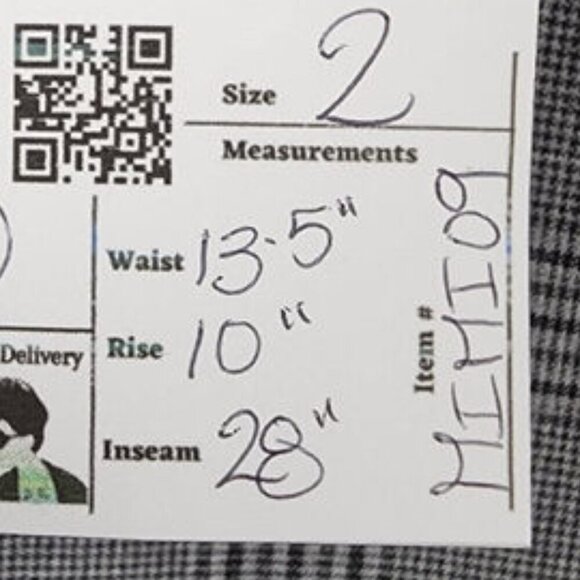 Size 2
Measurements
Waist 13.5"
Rise 10"
Inseam 28"
Item # MIMI09
Delivery